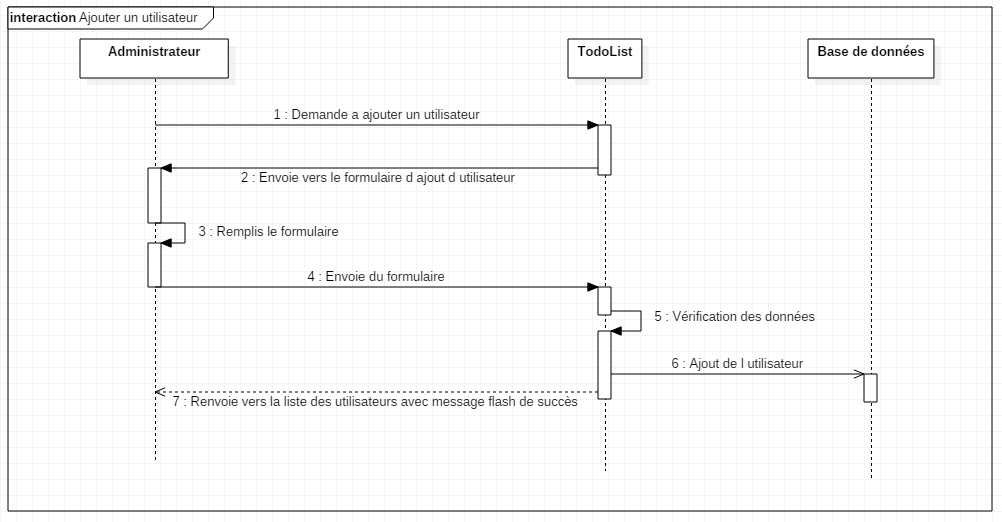 interaction Ajouter un utilisateur
Administrateur
TodoList
Base de données
1 : Demande a ajouter un utilisateur
2 : Envoie vers le formulaire d ajout d utilisateur
3 : Remplis le formulaire
4 : Envoie du formulaire
5 : Vérification des données
6 : Ajout de l utilisateur
7 : Renvoie vers la liste des utilisateurs avec message flash de succès